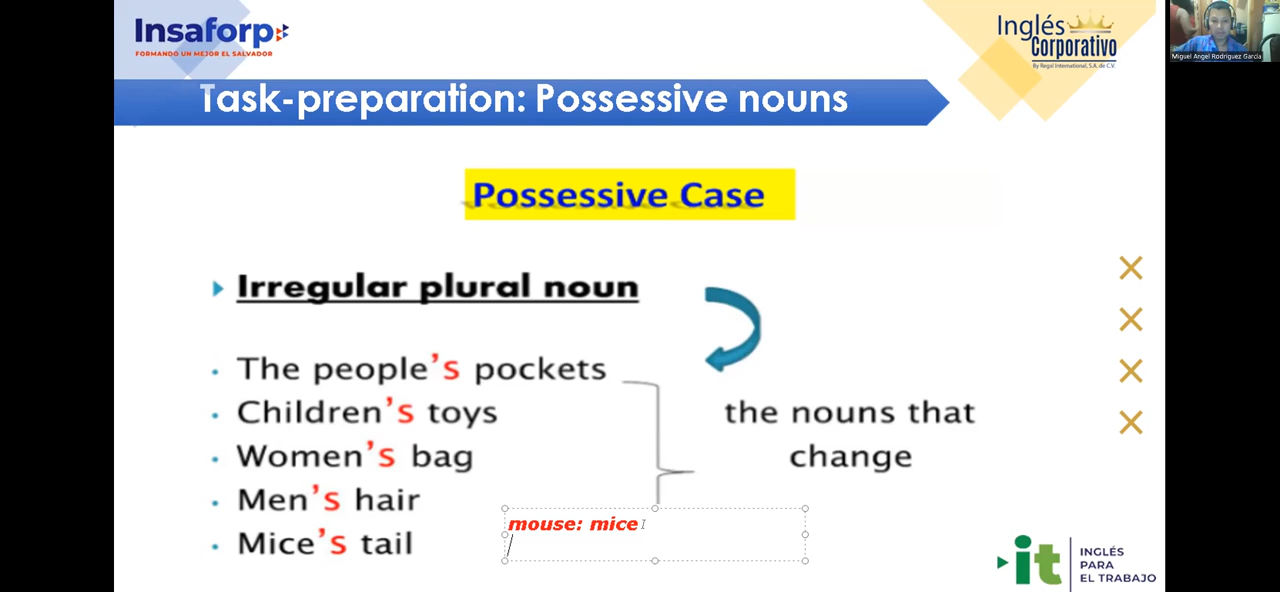 Insaforp
FORMANDO UN MEJOR EL SALVADOR
Inglés
Corporativo
By Regal International, S.A. de C.V.
Miguel Angel Rodriguez Garcia
Task-preparation: Possessive nouns
Possessive Case
Irregular plural noun
The people's pockets
Children's toys
Women's bag
Men's hair
Mice's tail
the nouns that
change
mouse: mice
it
INGLÉS
PARA
EL TRABAJO